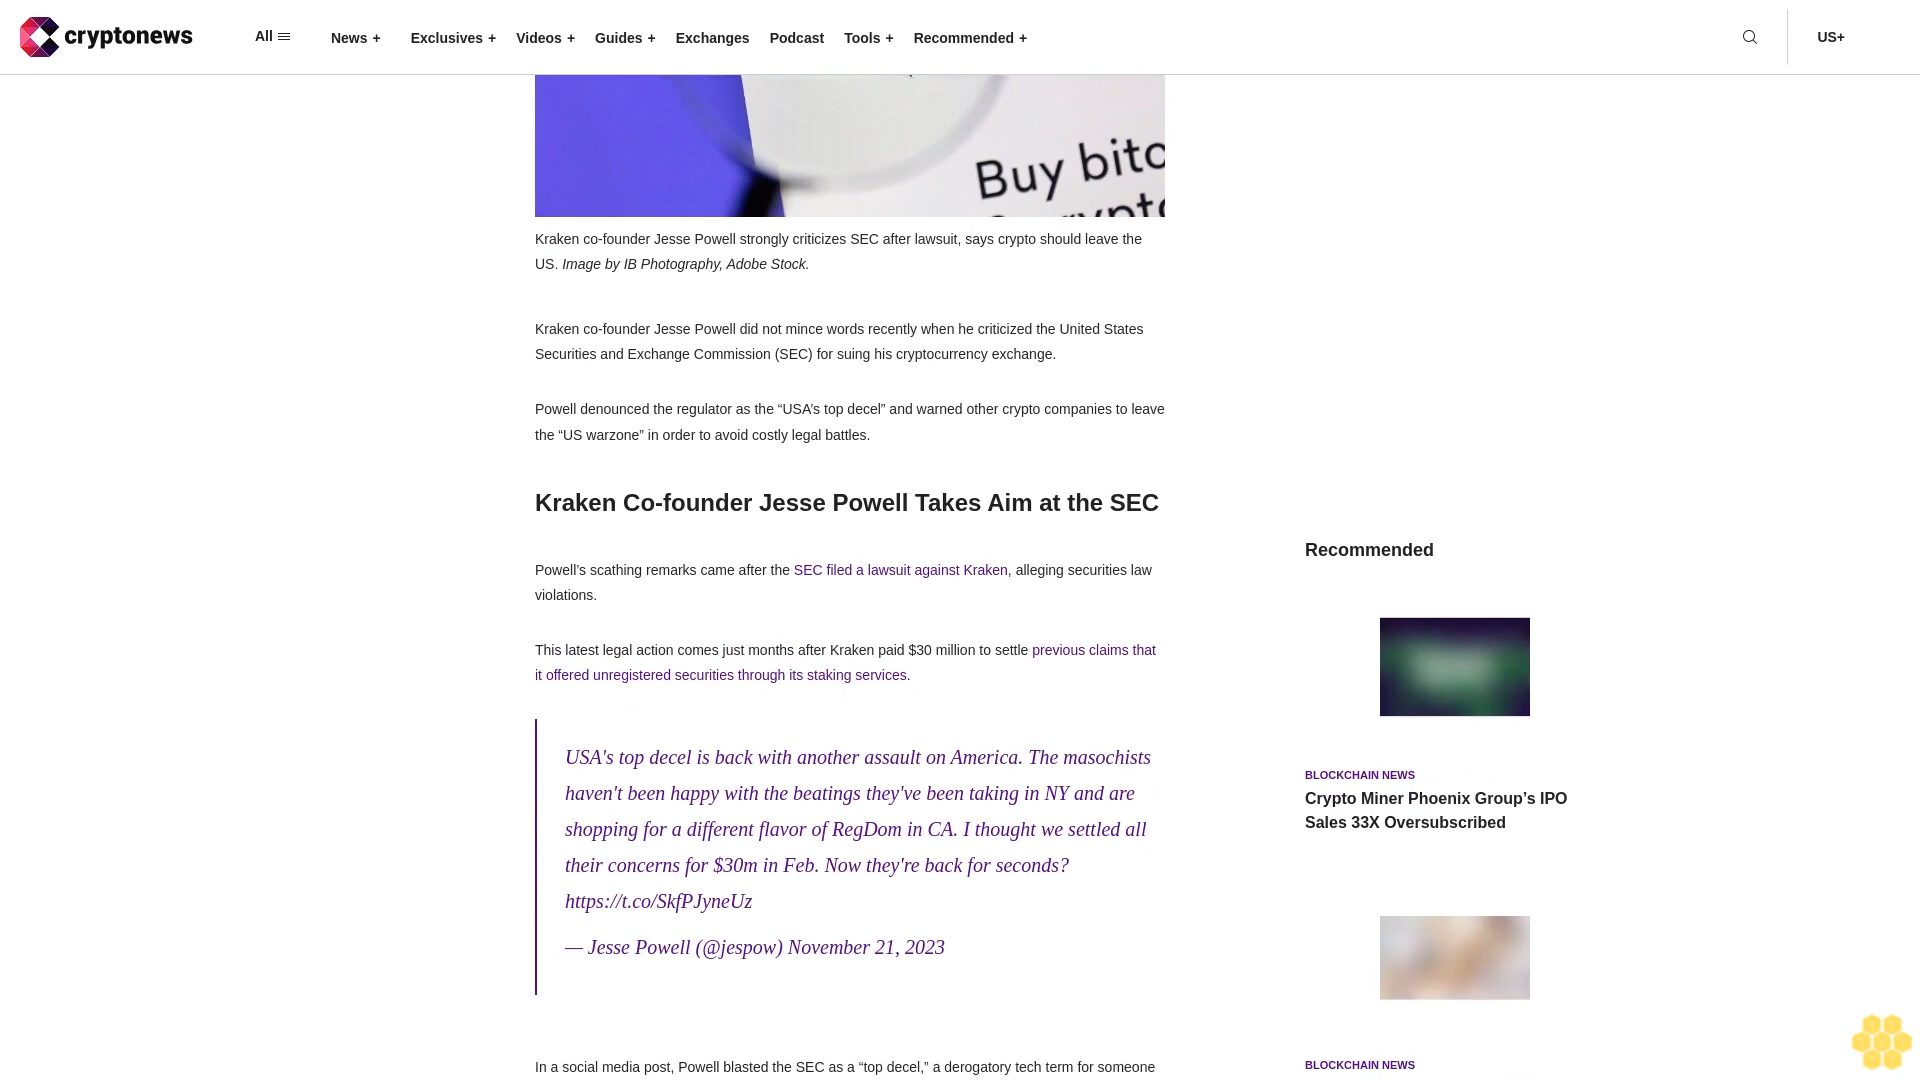 cryptonews
All
News +
Exclusives +
Videos +
Guides +
Exchanges
Podcast
Tools +
Recommended +
US+
Buy bitc
Kraken co-founder Jesse Powell strongly criticizes SEC after lawsuit, says crypto should leave the
US. Image by IB Photography, Adobe Stock.
Kraken co-founder Jesse Powell did not mince words recently when he criticized the United States
Securities and Exchange Commission (SEC) for suing his cryptocurrency exchange.
Powell denounced the regulator as the “USA’s top decel” and warned other crypto companies to leave
the “US warzone” in order to avoid costly legal battles.
Kraken Co-founder Jesse Powell Takes Aim at the SEC
Powell’s scathing remarks came after the SEC filed a lawsuit against Kraken, alleging securities law
violations.
This latest legal action comes just months after Kraken paid $30 million to settle previous claims that
it offered unregistered securities through its staking services.
USA's top decel is back with another assault on America. The masochists
haven't been happy with the beatings they've been taking in NY and are
shopping for a different flavor of RegDom in CA. I thought we settled all
their concerns for $30m in Feb. Now they're back for seconds?
https://t.co/SkfPJyneUz
— Jesse Powell (@jespow) November 21, 2023
In a social media post, Powell blasted the SEC as a “top decel,” a derogatory tech term for someone
Recommended
BLOCKCHAIN NEWS
Crypto Miner Phoenix Group’s IPO
Sales 33X Oversubscribed
BLOCKCHAIN NEWS